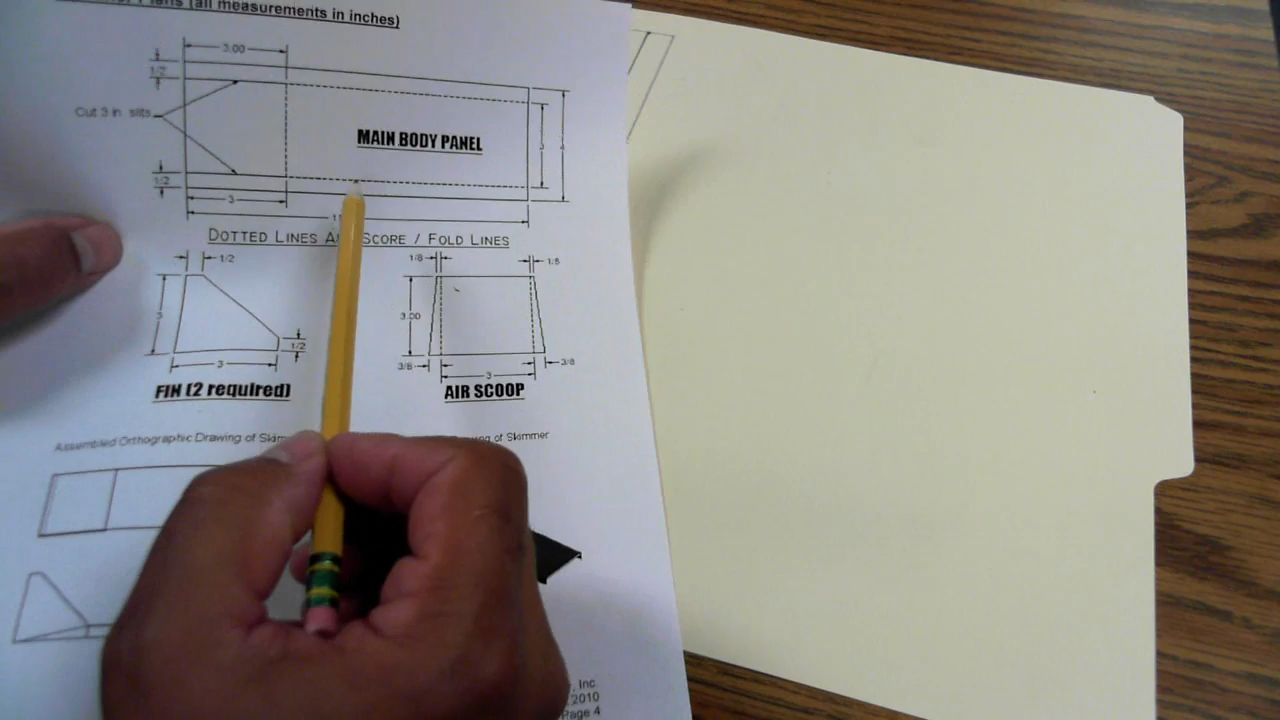 Plans (all measurements in inches)
3.00
1/2
Cut 3 in. slits
MAIN BODY PANEL
3
4
1/2
3
DOTTED LINES SCORE / FOLD LINES
1/2
1/8
1/8
3
3.00
1/2
3
3/8
3
3/8
FIN (2 required)
AIR SCOOP
Assembled Orthographic Drawing of
of Skimmer
, Inc.
2010
Page 4